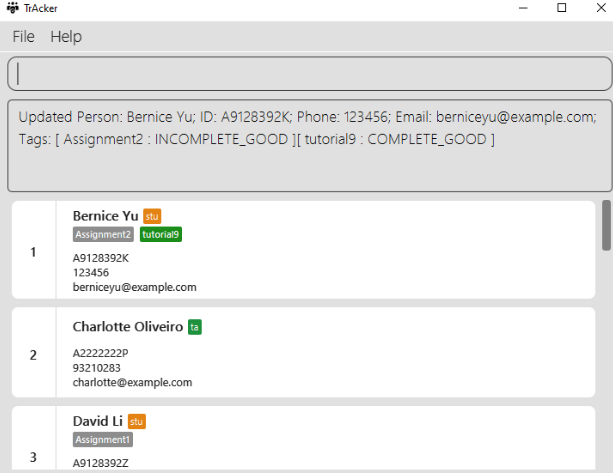 TrAcker
File Help
Updated Person: Bernice Yu; ID: A9128392K; Phone: 123456; Email: berniceyu@example.com;
Tags: [ Assignment2 : INCOMPLETE_GOOD ][ tutorial9 : COMPLETE_GOOD ]
Bernice Yu stu
Assignment2 tutorial9
1
A9128392K
123456
berniceyu@example.com
Charlotte Oliveiro ta
2
A2222222P
93210283
charlotte@example.com
David Li stu
Assignment1
3
A9128392Z